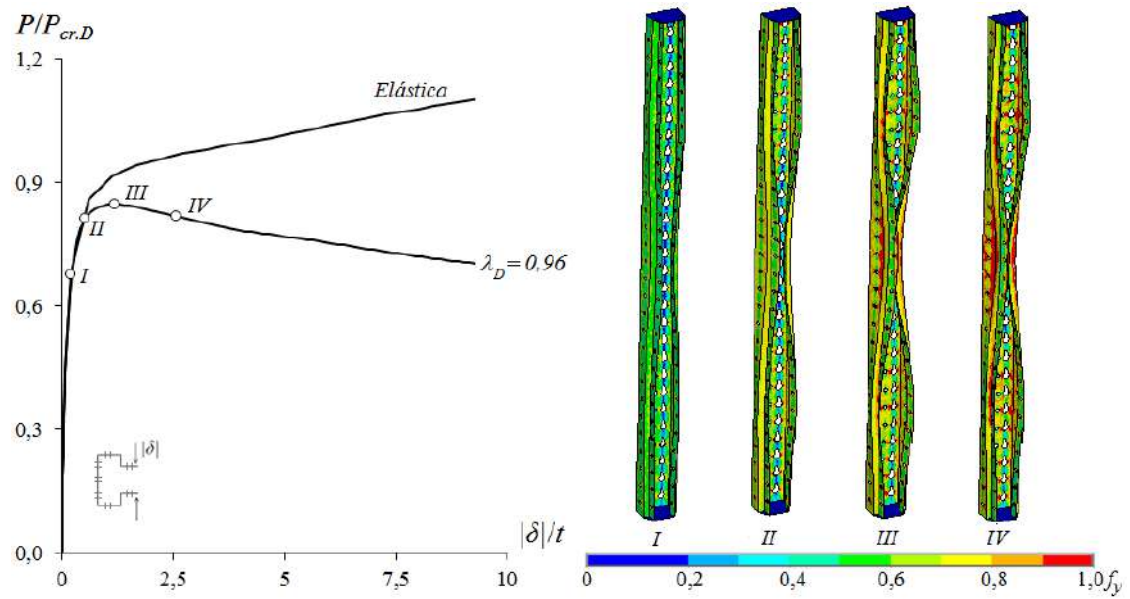 P/P_cr.D
1,2
0,9
0,6
0,3
0,0
Elástica
III
IV
II
I
λ_D=0,96
|δ|
|δ|/t
0
2,5
5
7,5
10
I
II
III
IV
0
0,2
0,4
0,6
0,8
1,0 f_y